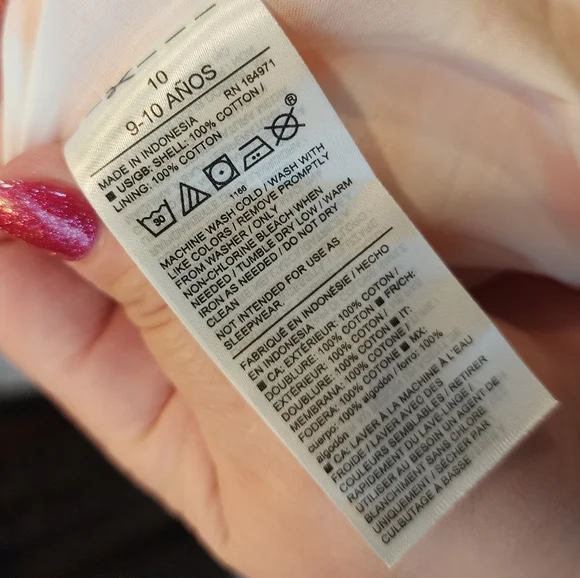 10
9-10 AÑOS
MADE IN INDONESIA RN 164971
■ US/GB: SHELL: 100% COTTON /
LINING: 100% COTTON
30
®
1166
MACHINE WASH COLD / WASH WITH
LIKE COLORS / REMOVE PROMPTLY
FROM WASHER / ONLY
NON-CHLORINE BLEACH WHEN
NEEDED / TUMBLE DRY LOW / WARM
IRON AS NEEDED / DO NOT DRY
CLEAN
NOT INTENDED FOR USE AS
SLEEPWEAR.
FABRIQUÉ EN INDONÉSIE / HECHO
EN INDONESIA
■ CA: EXTÉRIEUR: 100% COTON /
DOUBLURE: 100% COTON ■ FR/CH:
EXTÉRIEUR: 100% COTON /
DOUBLURE: 100% COTON ■ IT:
MEMBRANA: 100% COTONE /
FODERA: 100% COTONE ■ MX:
cuerpo: 100% algodón / forro: 100%
algodón
■ CA: LAVER À LA MACHINE À L'EAU
FROIDE / LAVER AVEC DES
COULEURS SEMBLABLES / RETIRER
RAPIDEMENT DU LAVE-LINGE /
UTILISER AU BESOIN UN AGENT DE
BLANCHIMENT SANS CHLORE
UNIQUEMENT / SÉCHER PAR
CULBUTAGE À BASSE